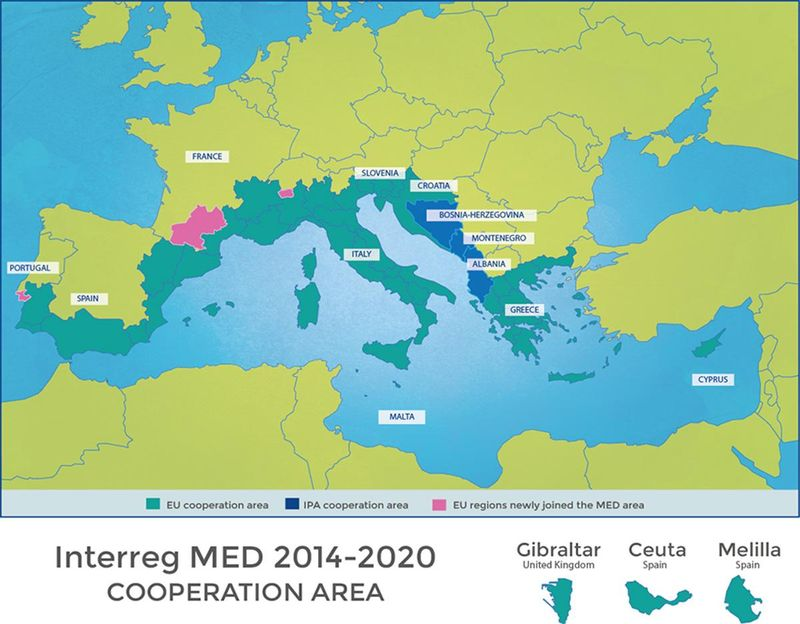 FRANCE
SLOVENIA
CROATIA
BOSNIA-HERZEGOVINA
MONTENEGRO
ITALY
ALBANIA
PORTUGAL
SPAIN
GREECE
CYPRUS
MALTA
EU cooperation area
IPA cooperation area
EU regions newly joined the MED area
Interreg MED 2014-2020
COOPERATION AREA
Gibraltar
United Kingdom
Ceuta
Spain
Melilla
Spain